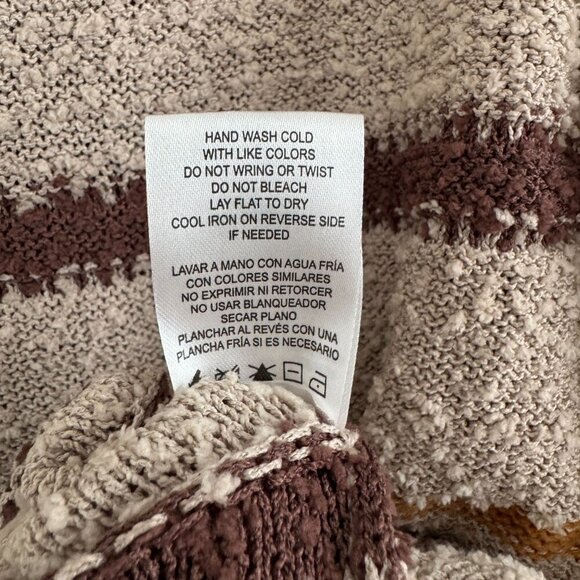 HAND WASH COLD
WITH LIKE COLORS
DO NOT WRING OR TWIST
DO NOT BLEACH
LAY FLAT TO DRY
COOL IRON ON REVERSE SIDE
IF NEEDED
LAVAR A MANO CON AGUA FRÍA
CON COLORES SIMILARES
NO EXPRIMIR NI RETORCER
NO USAR BLANQUEADOR
SECAR PLANO
PLANCHAR AL REVÉS CON UNA
PLANCHA FRÍA SI ES NECESARIO